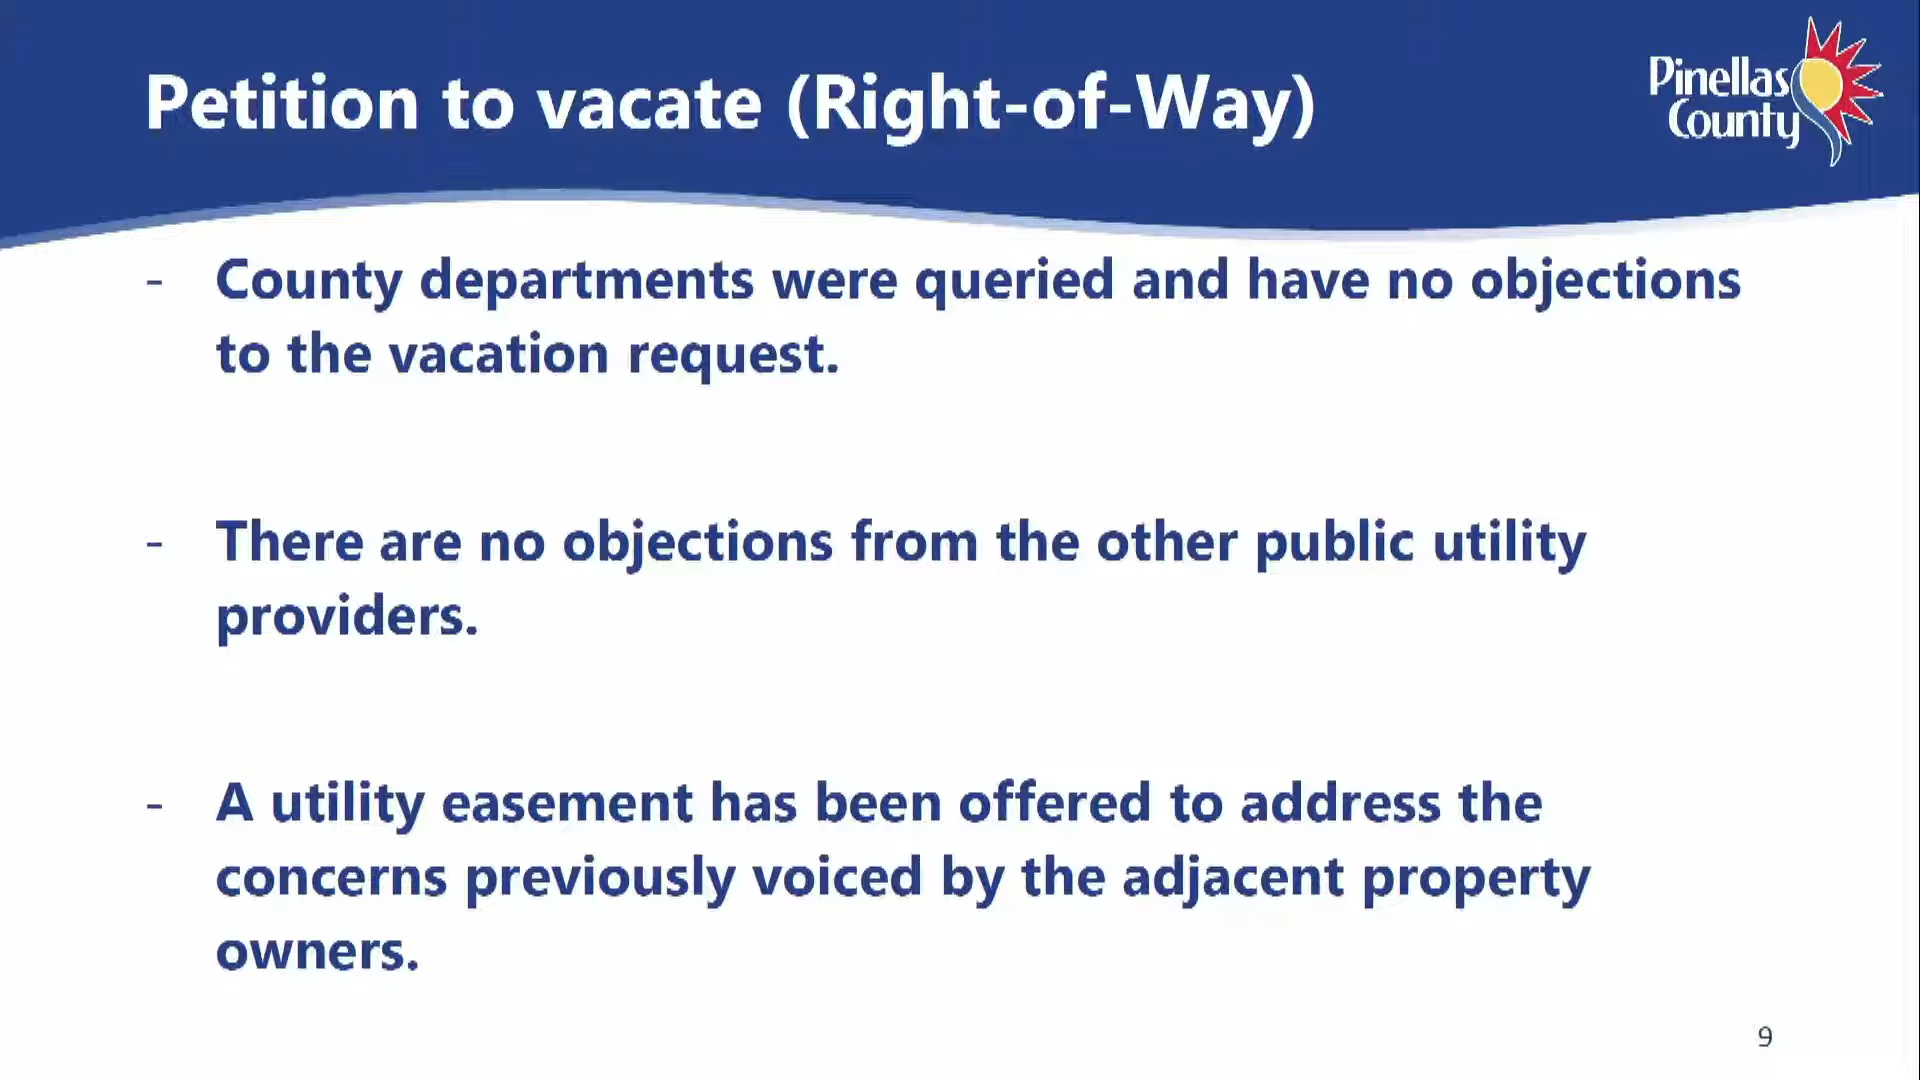 Petition to vacate (Right-of-Way)
Pinellas
County
- County departments were queried and have no objections
to the vacation request.
- There are no objections from the other public utility
providers.
- A utility easement has been offered to address the
concerns previously voiced by the adjacent property
owners.
9